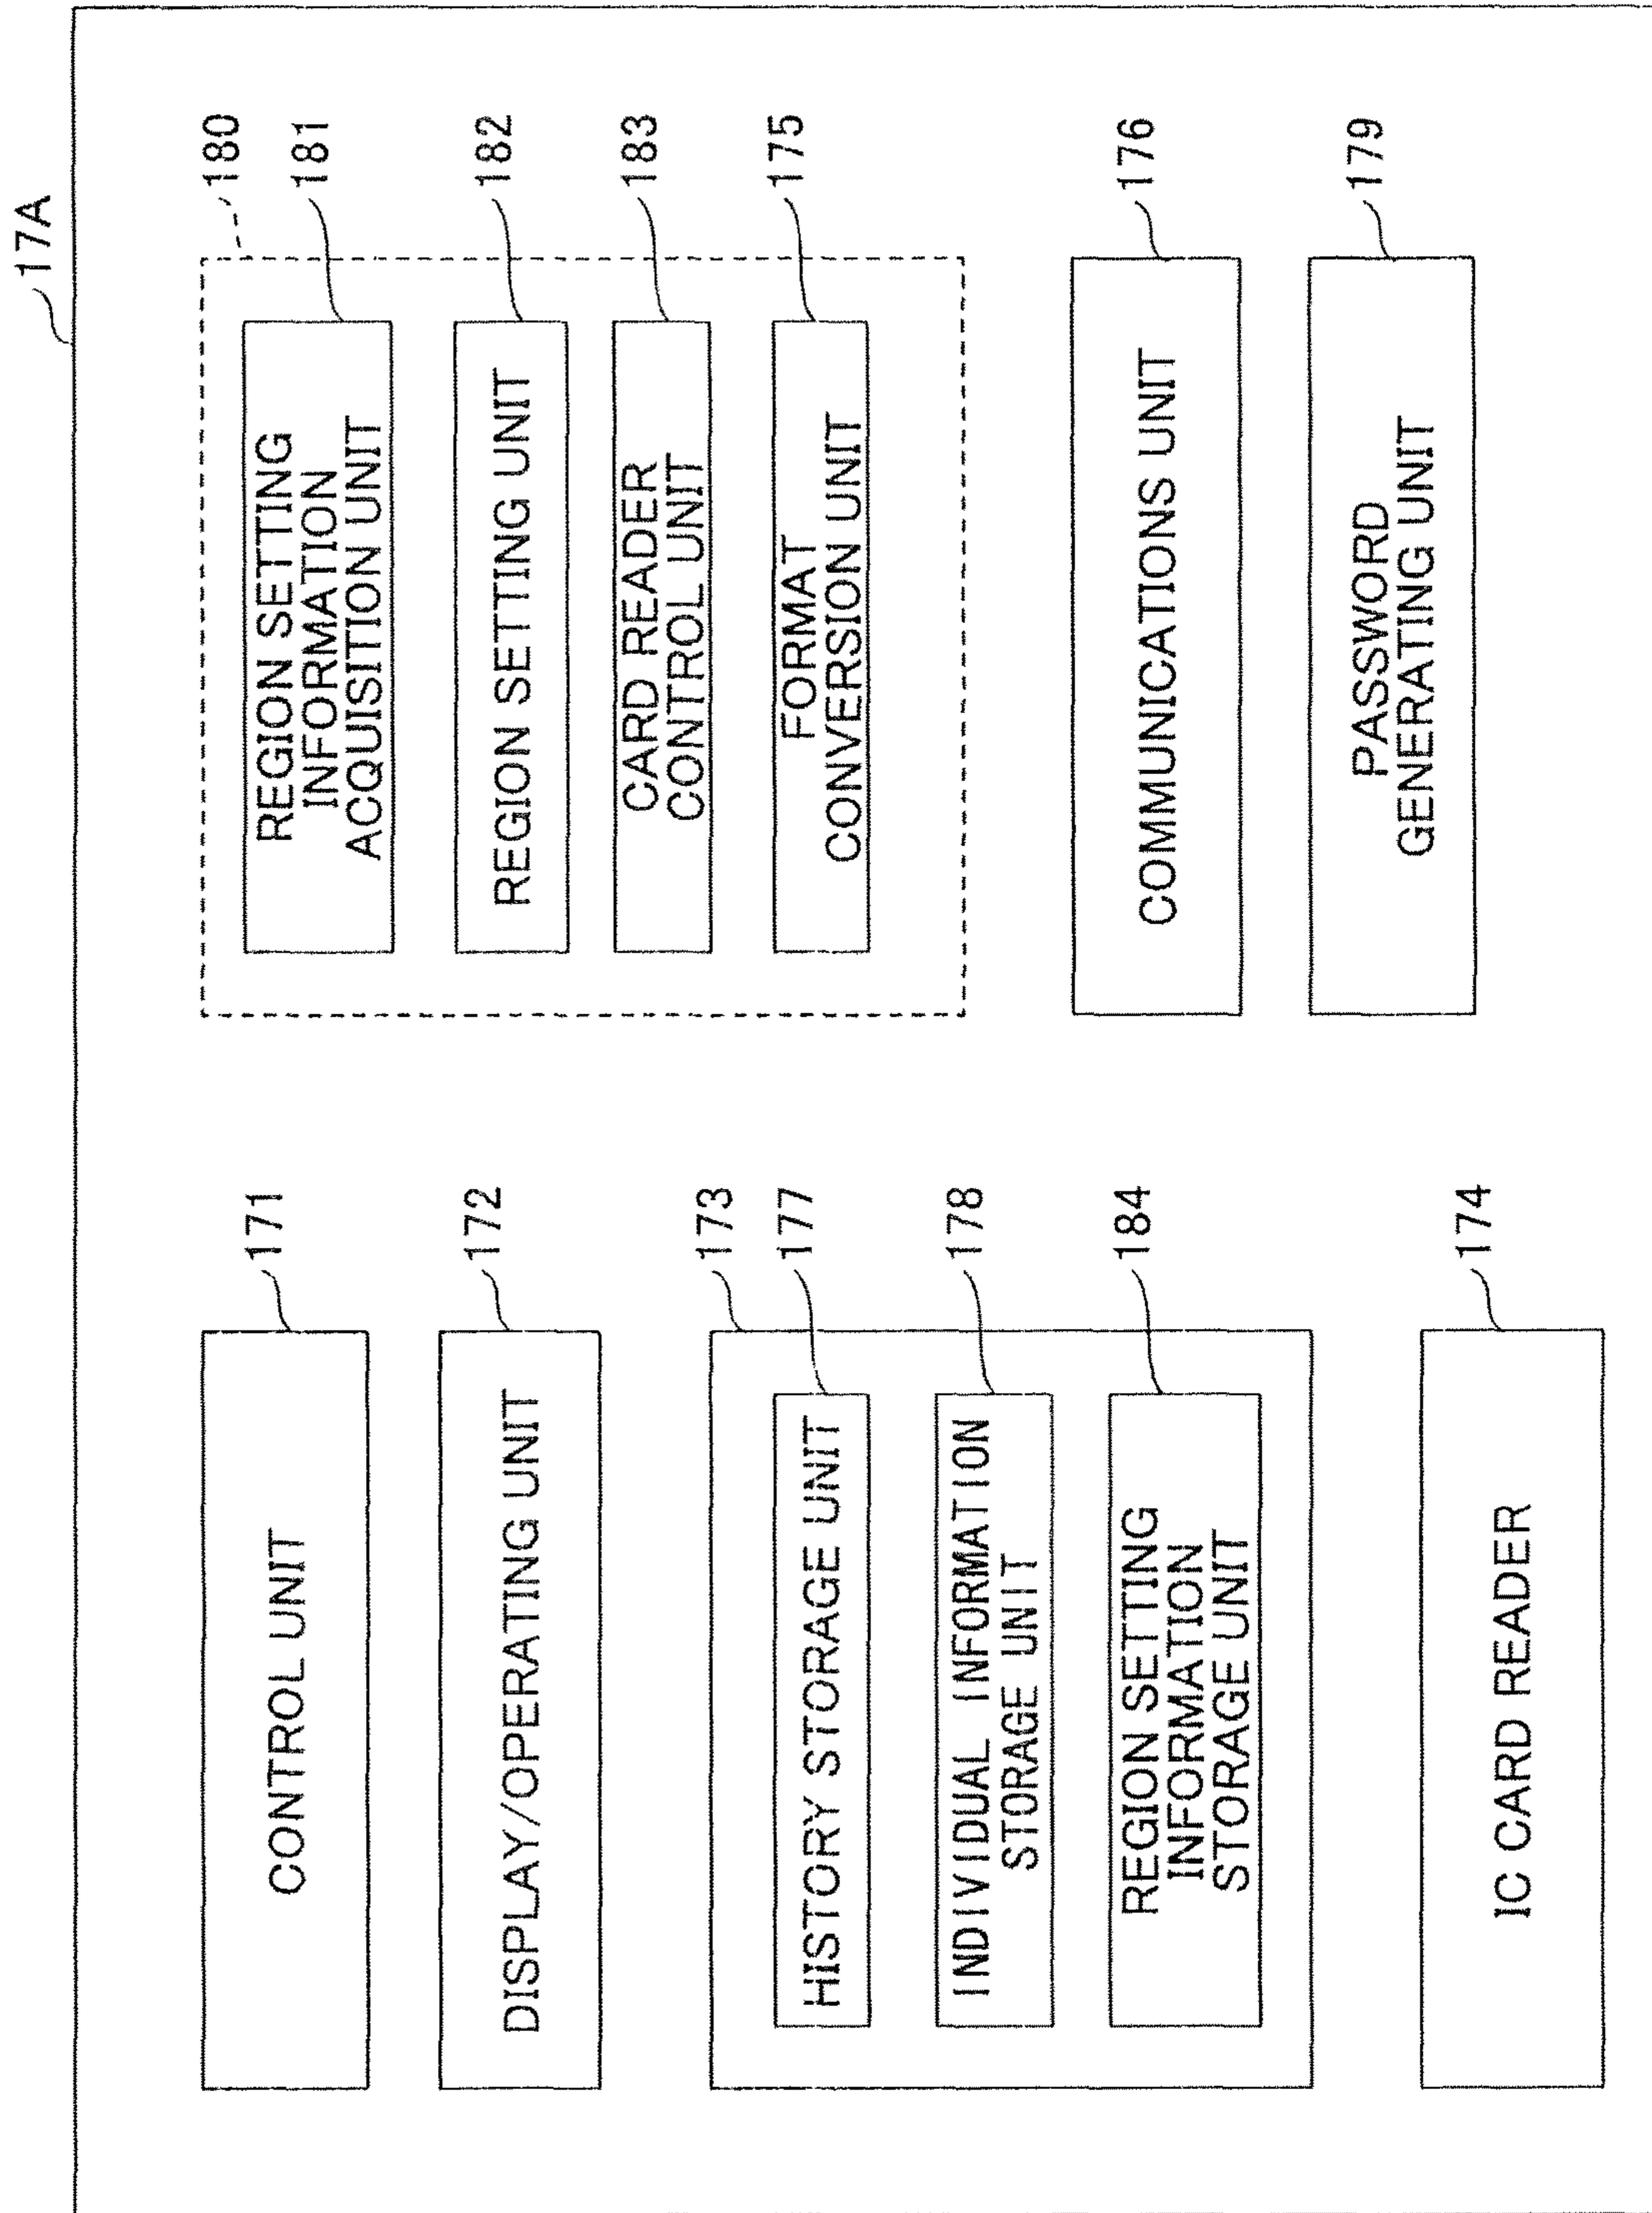 17A
CONTROL UNIT
171
DISPLAY/OPERATING UNIT
172
173
HISTORY STORAGE UNIT
177
INDIVIDUAL INFORMATION
STORAGE UNIT
178
REGION SETTING
INFORMATION
STORAGE UNIT
184
IC CARD READER
174
180
REGION SETTING
INFORMATION
ACQUISITION UNIT
181
REGION SETTING UNIT
182
CARD READER
CONTROL UNIT
183
FORMAT
CONVERSION UNIT
175
COMMUNICATIONS UNIT
176
PASSWORD
GENERATING UNIT
179